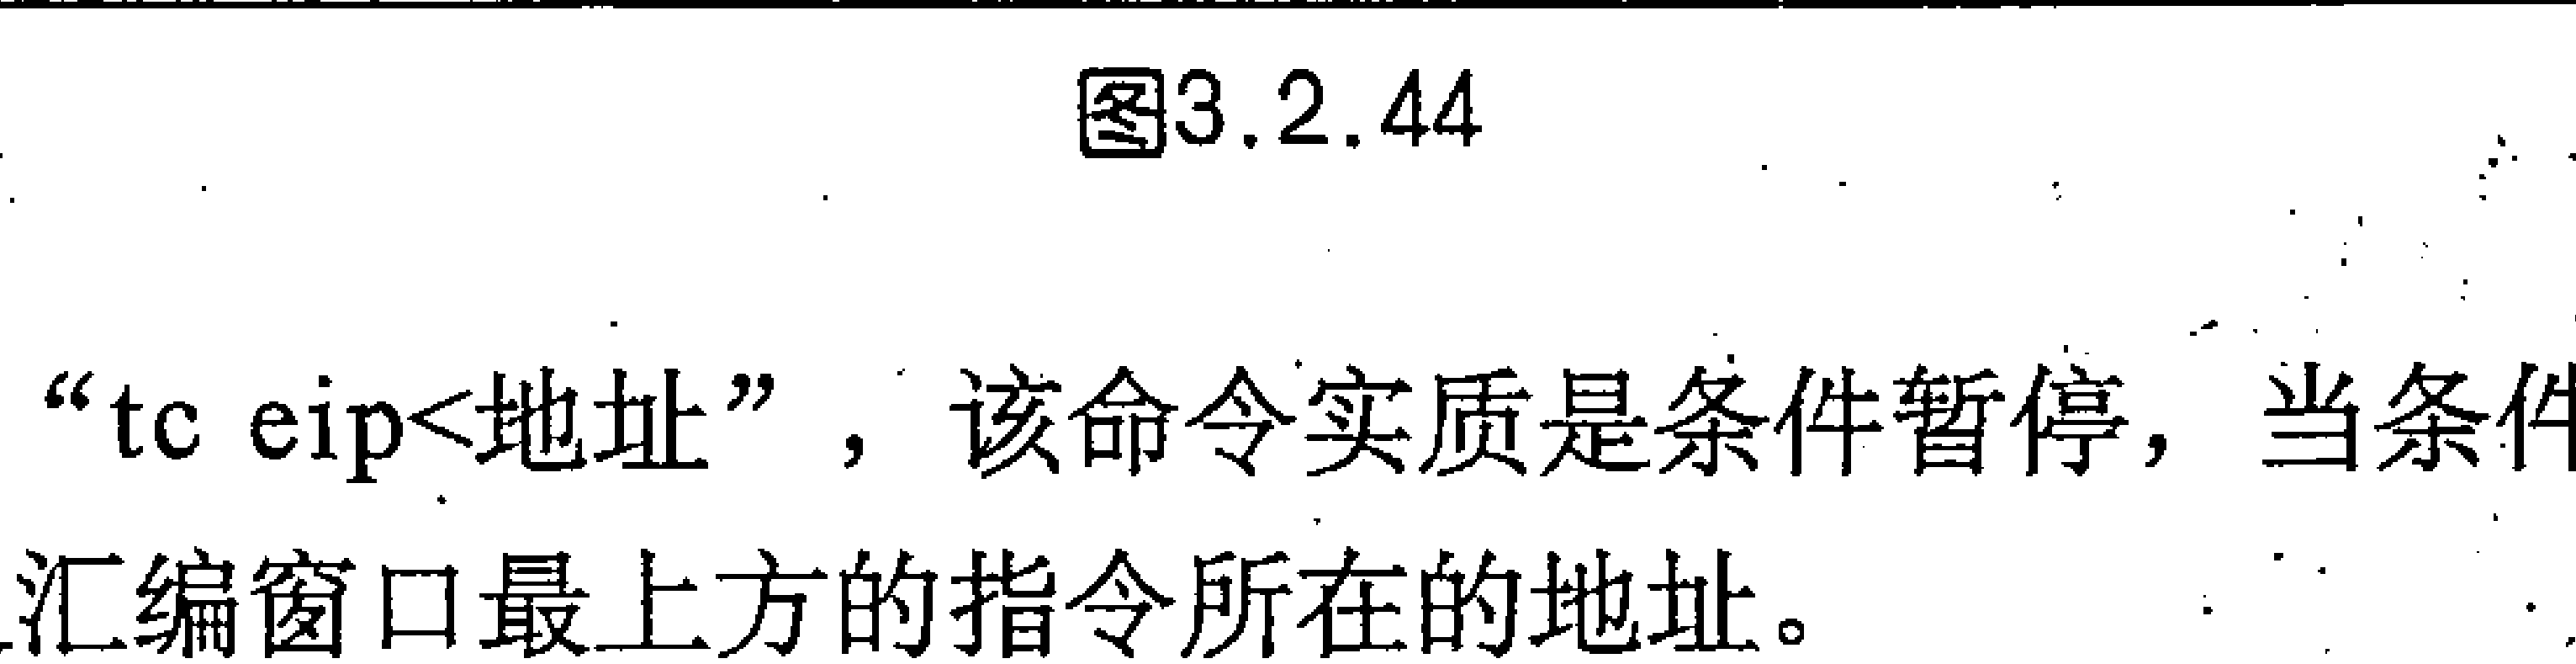 图3.2.44
“tc eip<地址”，该命令实质是条件暂停，当条件
汇编窗口最上方的指令所在的地址。